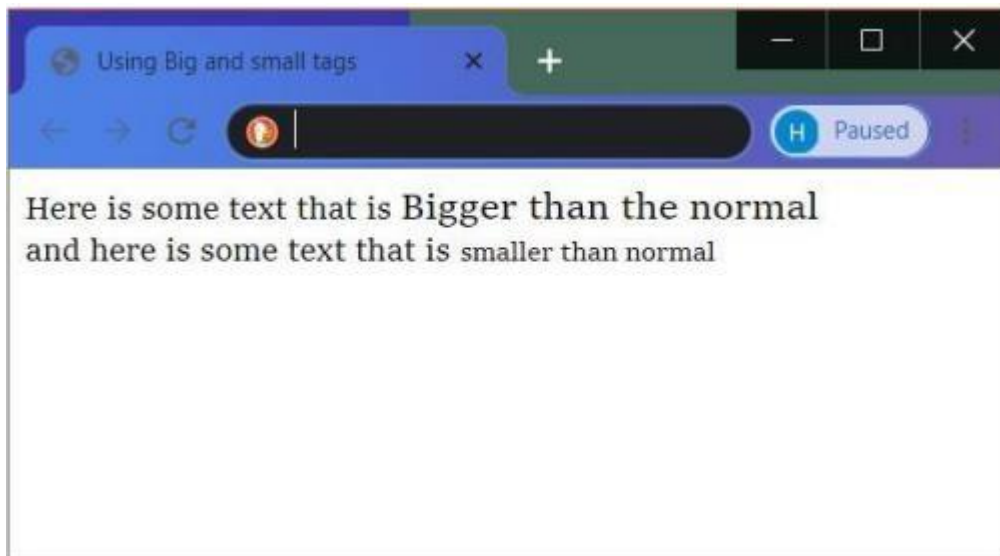 Using Big and small tags
H Paused
Here is some text that is Bigger than the normal
and here is some text that is smaller than normal